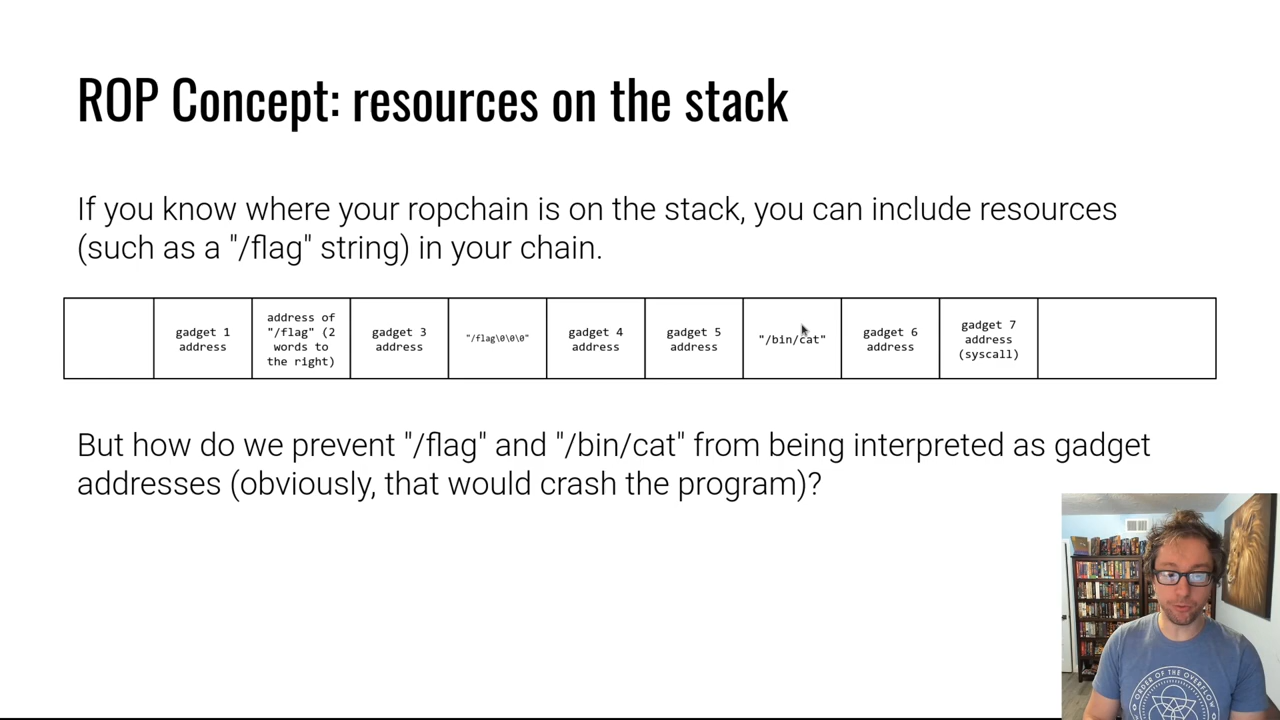 ROP Concept: resources on the stack
If you know where your ropchain is on the stack, you can include resources
(such as a "/flag" string) in your chain.
gadget 1
address
address of
"/flag" (2
words to
the right)
gadget 3
address
"/flag\0\0\0"
gadget 4
address
gadget 5
address
"/bin/cat"
gadget 6
address
gadget 7
address
(syscall)
But how do we prevent "/flag" and "/bin/cat" from being interpreted as gadget
addresses (obviously, that would crash the program)?
ORDER OF THE OVERFLOW